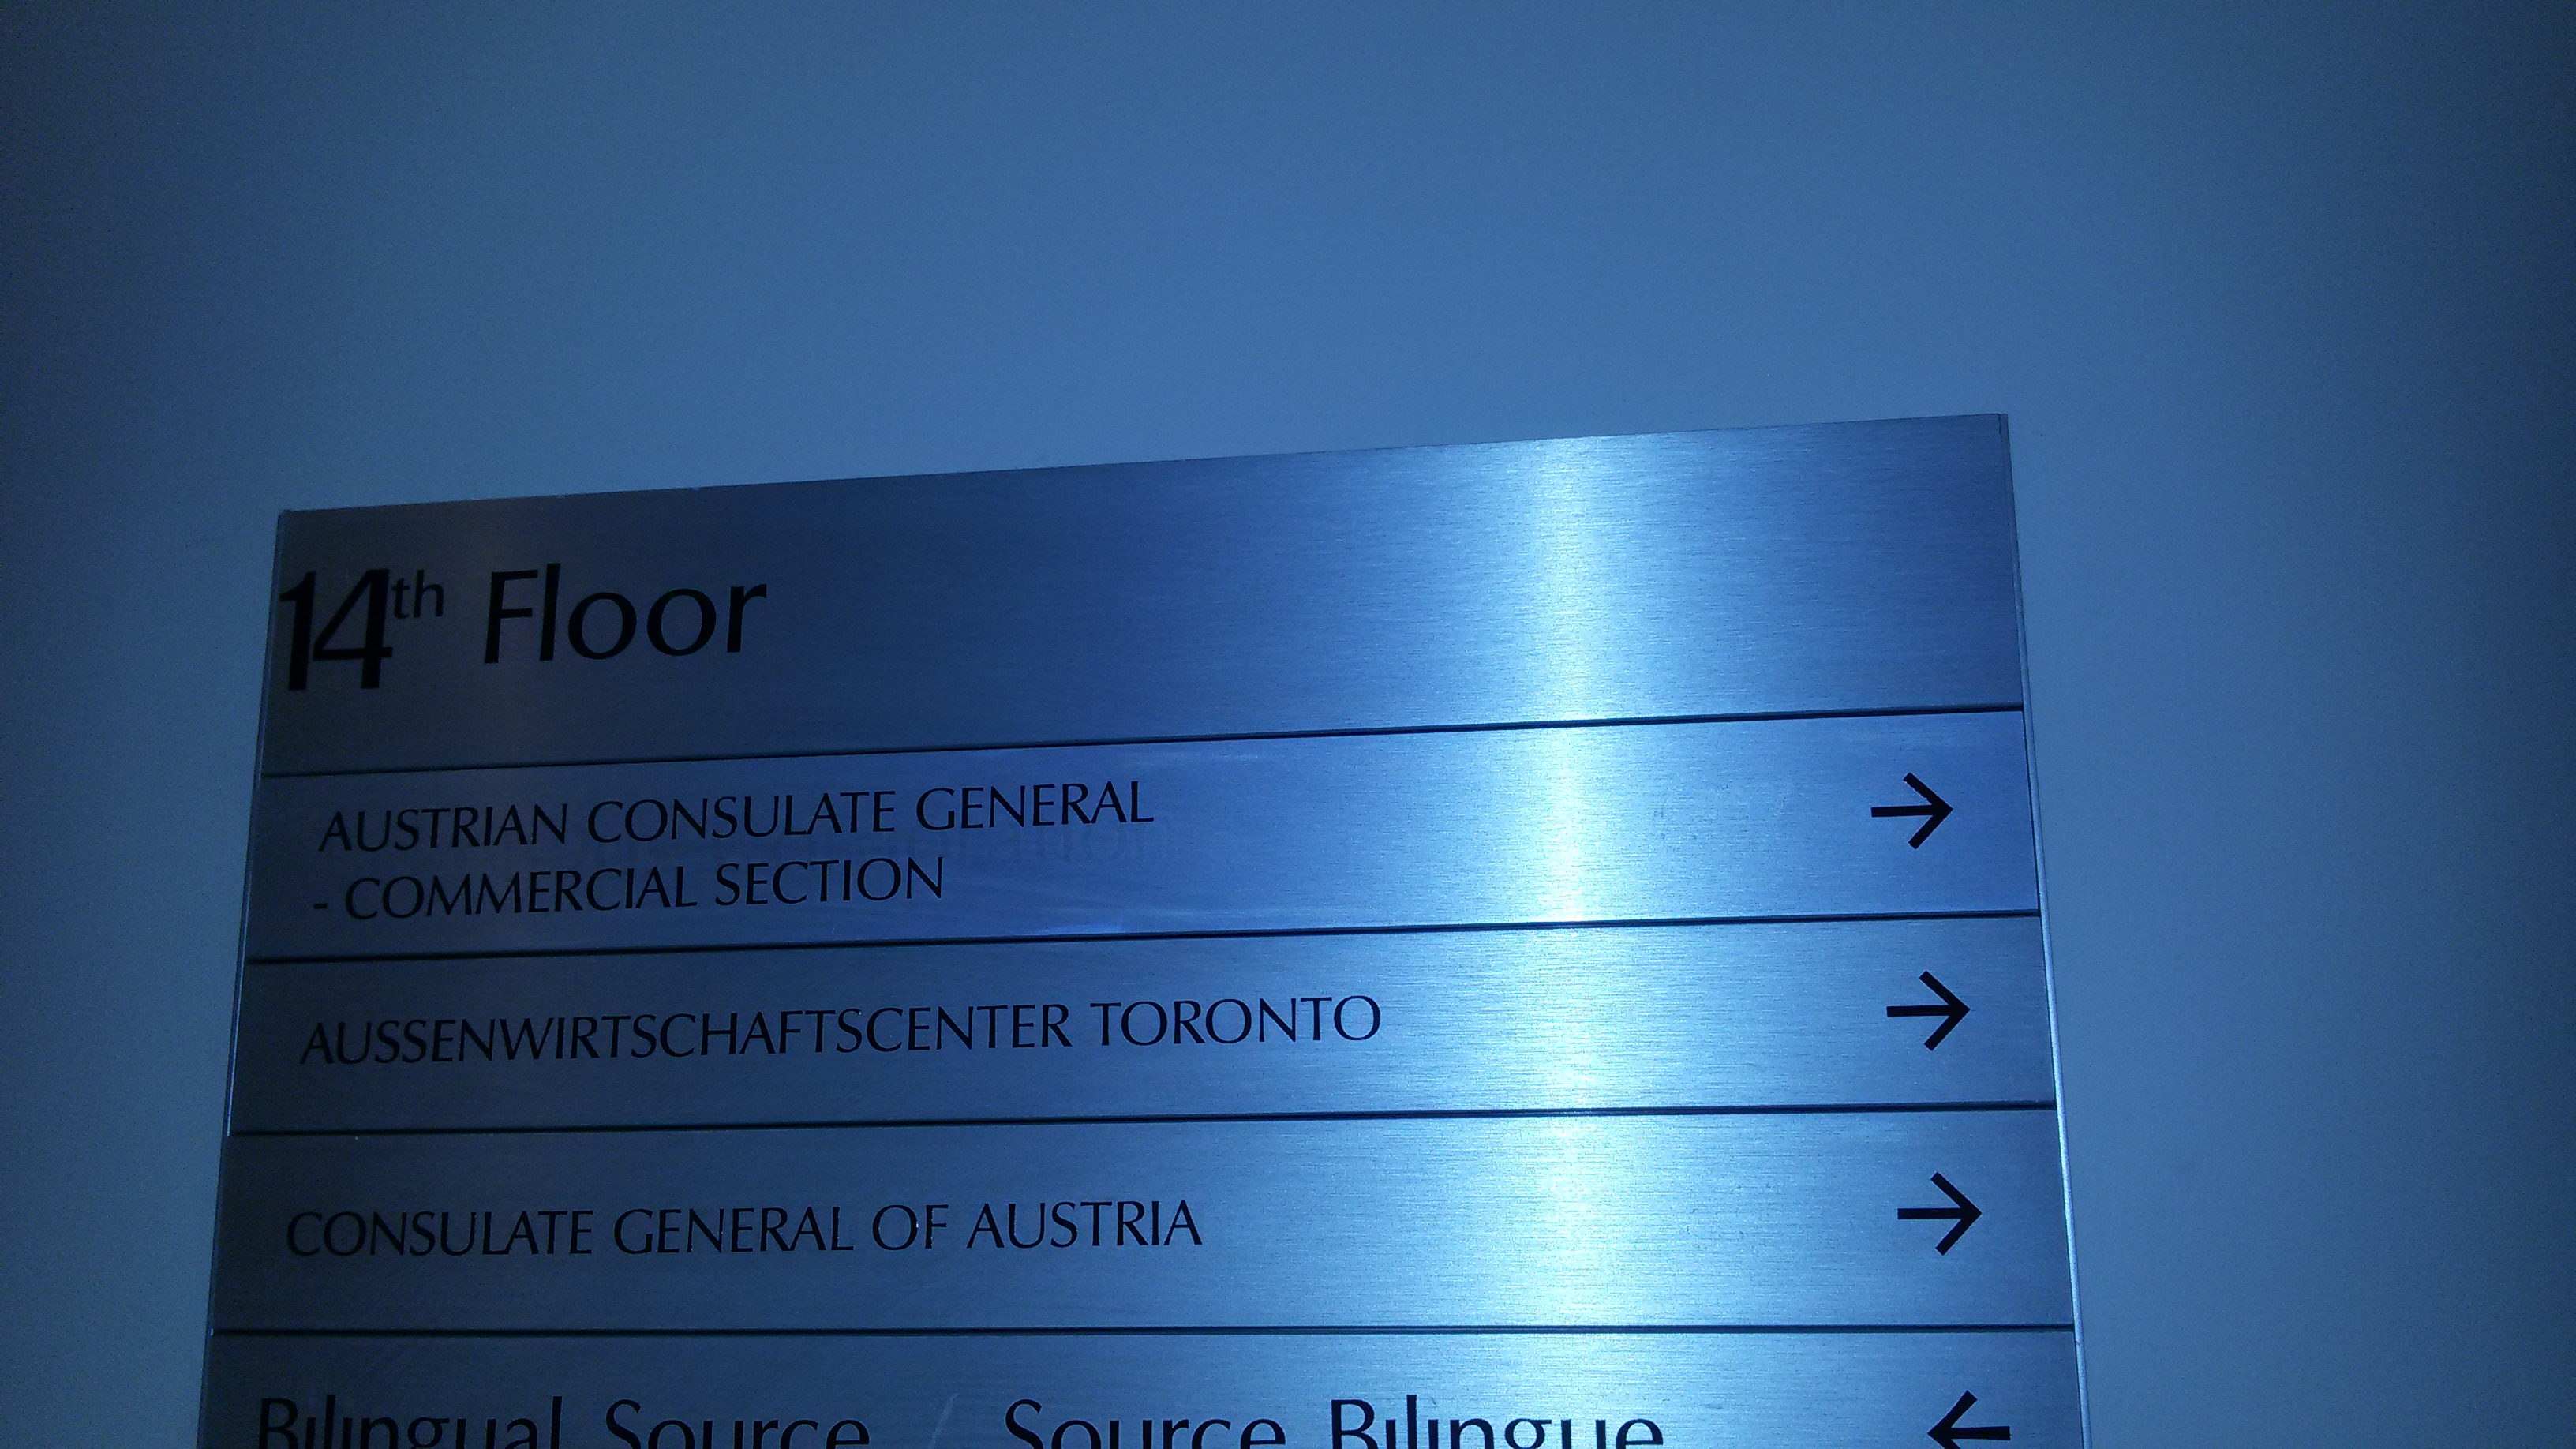 14th Floor
AUSTRIAN CONSULATE GENERAL →
- COMMERCIAL SECTION
AUSSENWIRTSCHAFTSCENTER TORONTO →
CONSULATE GENERAL OF AUSTRIA →
Bilingual Source / Source Bilingue ←